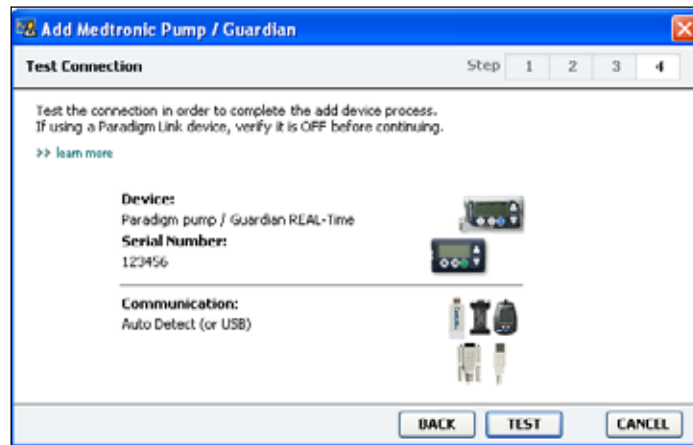 Add Medtronic Pump / Guardian
Test Connection
Step 1 2 3 4
Test the connection in order to complete the add device process.
If using a Paradigm Link device, verify it is OFF before continuing.
>> learn more
Device:
Paradigm pump / Guardian REAL-Time
Serial Number:
123456
Communication:
Auto Detect (or USB)
BACK TEST CANCEL